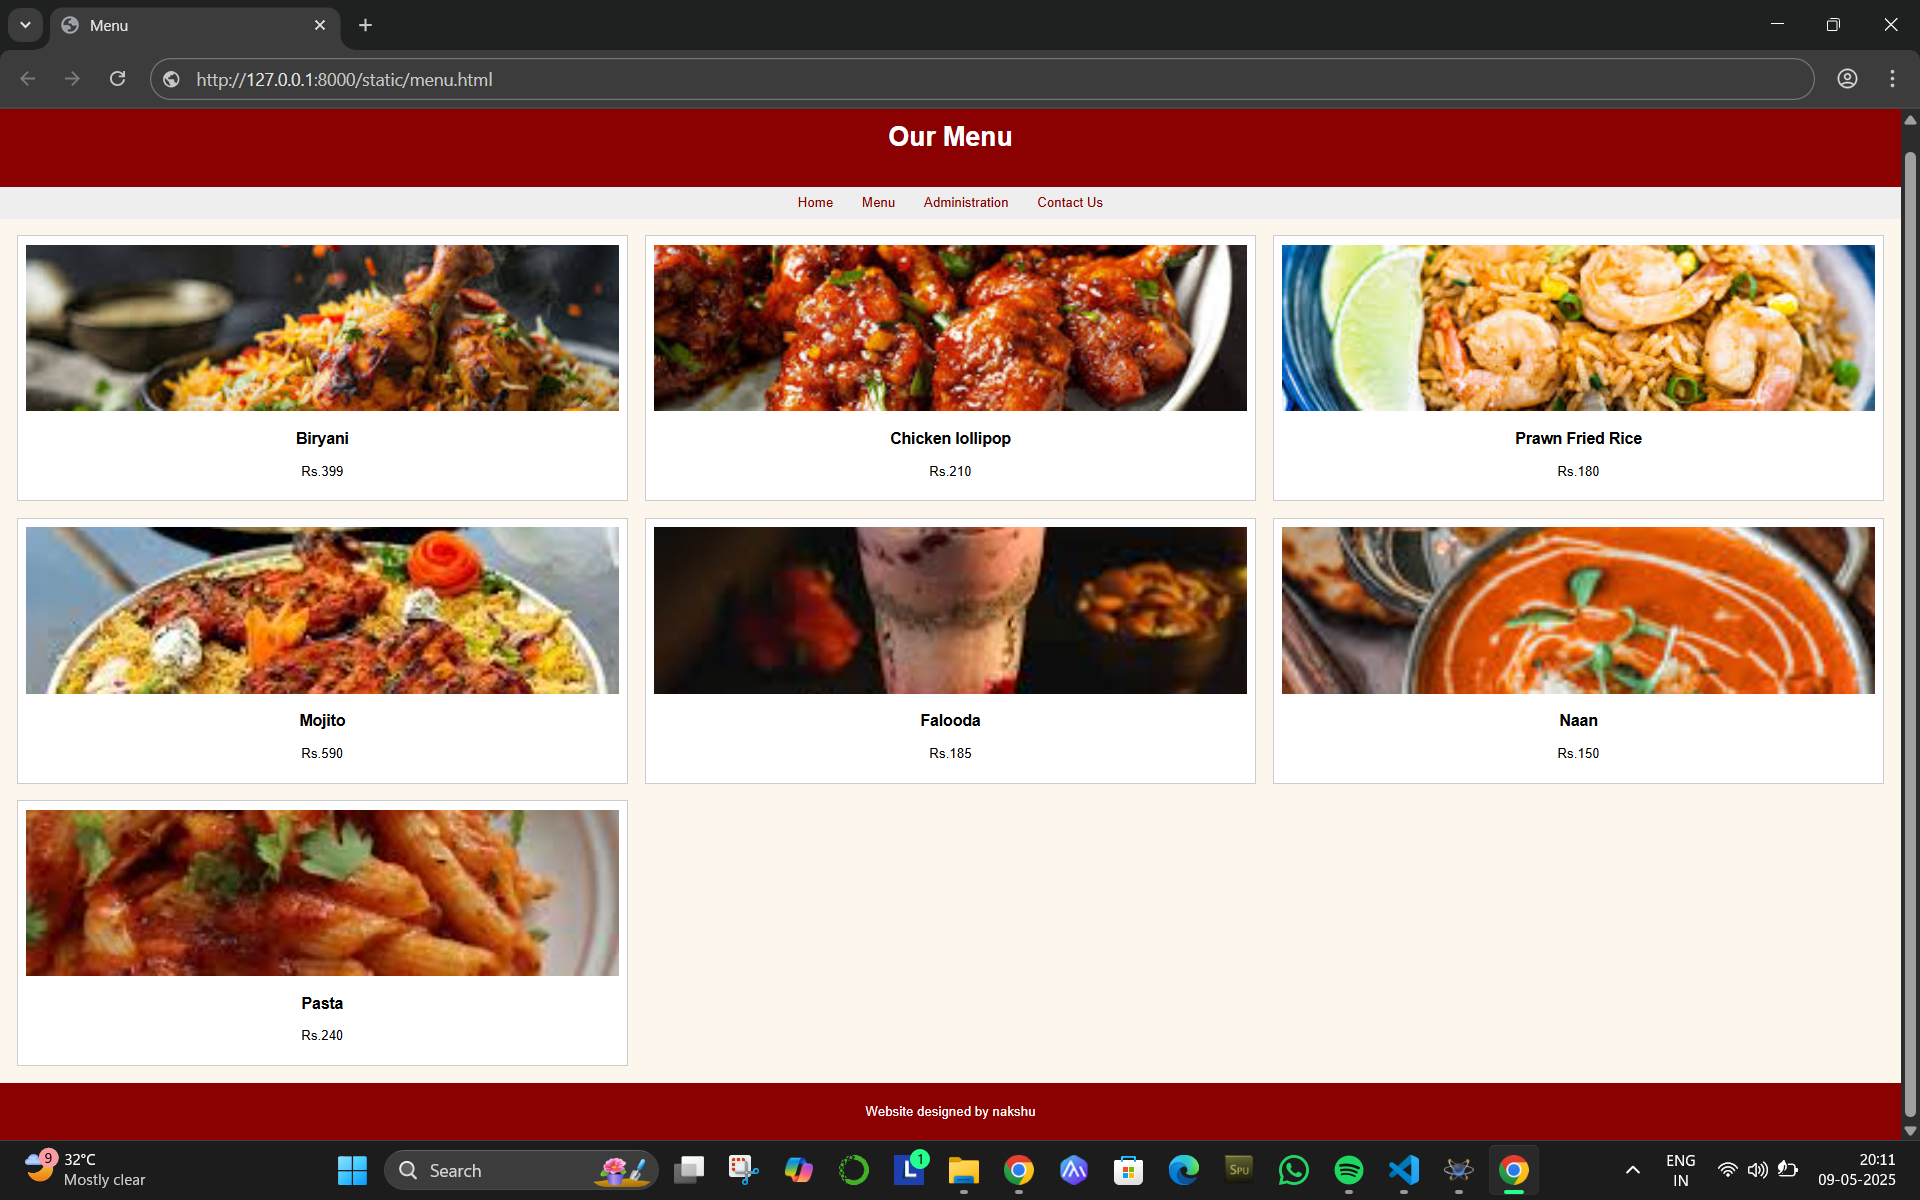 Menu
http://127.0.0.1:8000/static/menu.html
Our Menu
Home Menu Administration Contact Us
Biryani
Rs.399
Chicken lollipop
Rs.210
Prawn Fried Rice
Rs.180
Mojito
Rs.590
Falooda
Rs.185
Naan
Rs.150
Pasta
Rs.240
Website designed by nakshu
9
32°C
Mostly clear
Search
L
1
Spu
ENG
IN
20:11
09-05-2025